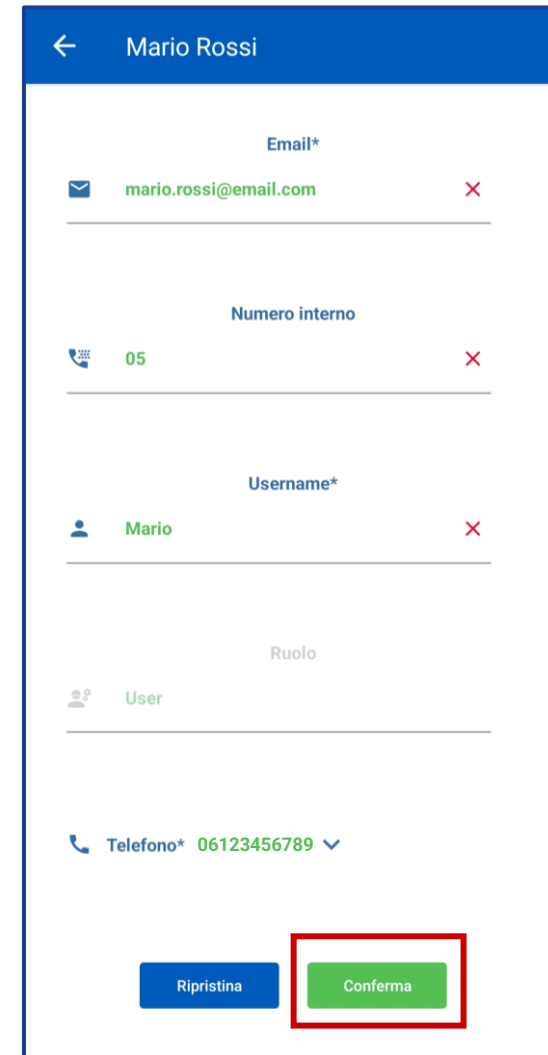 Mario Rossi
Email*
mario.rossi@email.com
Numero interno
05
Username*
Mario
Ruolo
User
Telefono* 06123456789
Ripristina Conferma